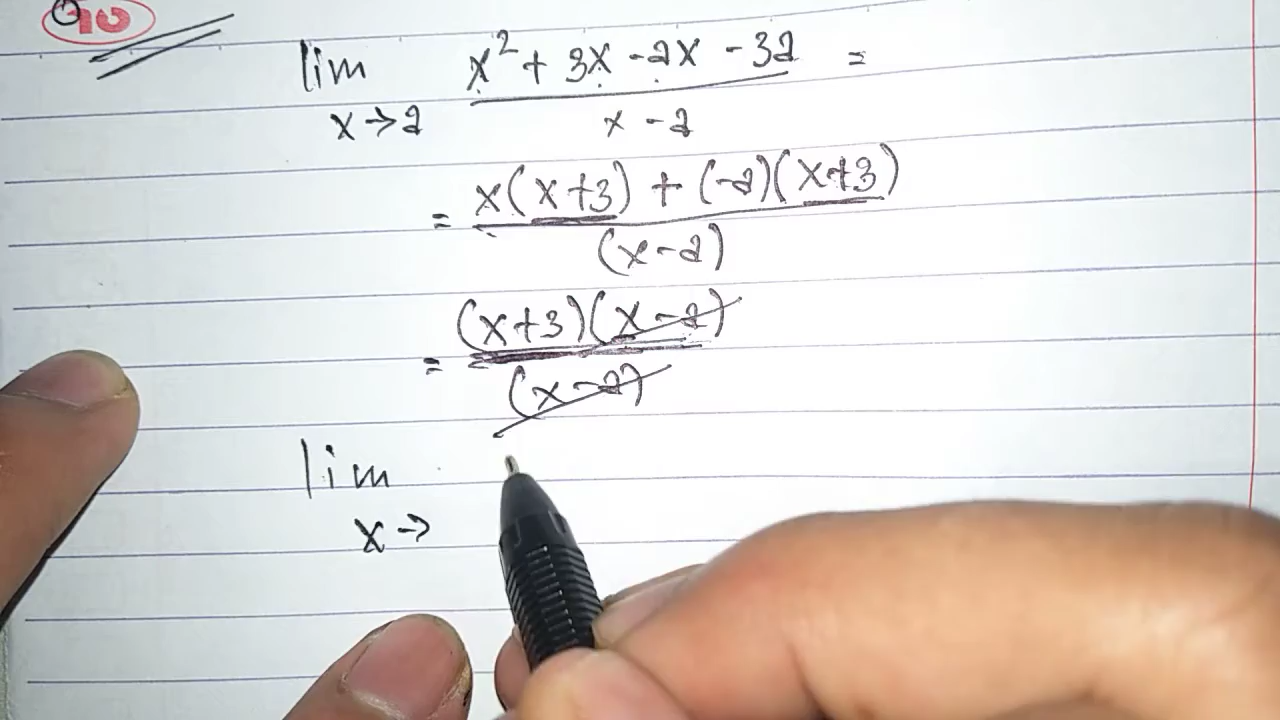 lim x² + 3x - ax - 3a =
x → a x - a
= x(x+3) + (-a)(x+3)
(x-a)
= (x+3)(x-a)
(x-a)
lim
x →